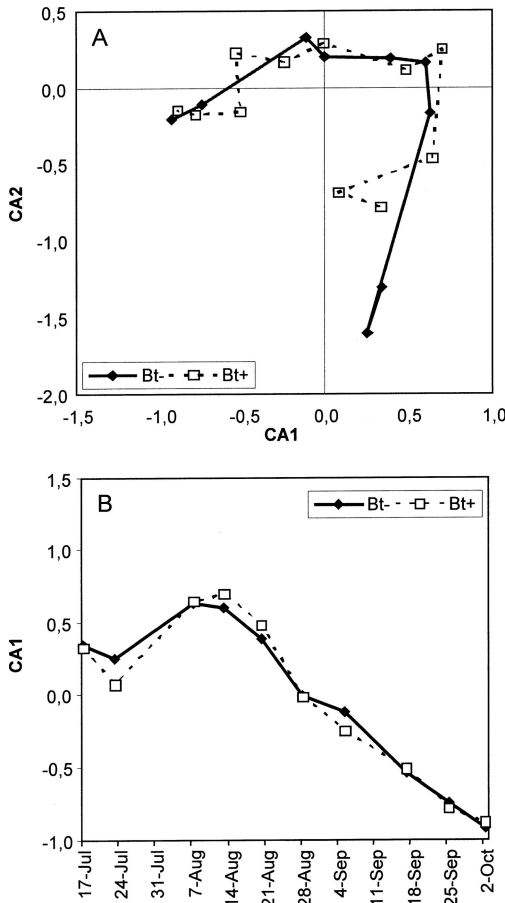 A
0,5
0,0
-0,5
-1,0
-1,5
-2,0
CA2
Bt- Bt+
-1,5 -1,0 -0,5 0,0 0,5 1,0
CA1
B
1,5
1,0
0,5
0,0
-0,5
-1,0
CA1
Bt- Bt+
17-Jul
24-Jul
31-Jul
7-Aug
14-Aug
21-Aug
28-Aug
4-Sep
11-Sep
18-Sep
25-Sep
2-Oct